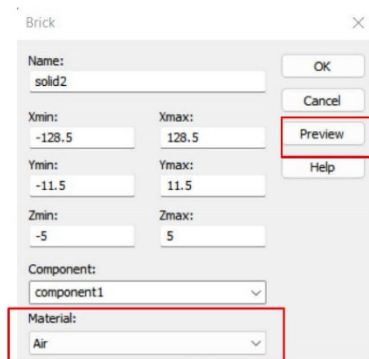 Brick
Name:
solid2
OK
Cancel
Xmin:
Xmax:
-128.5
128.5
Preview
Ymin:
Ymax:
Help
-11.5
11.5
Zmin:
Zmax:
-5
5
Component:
component1
Material:
Air